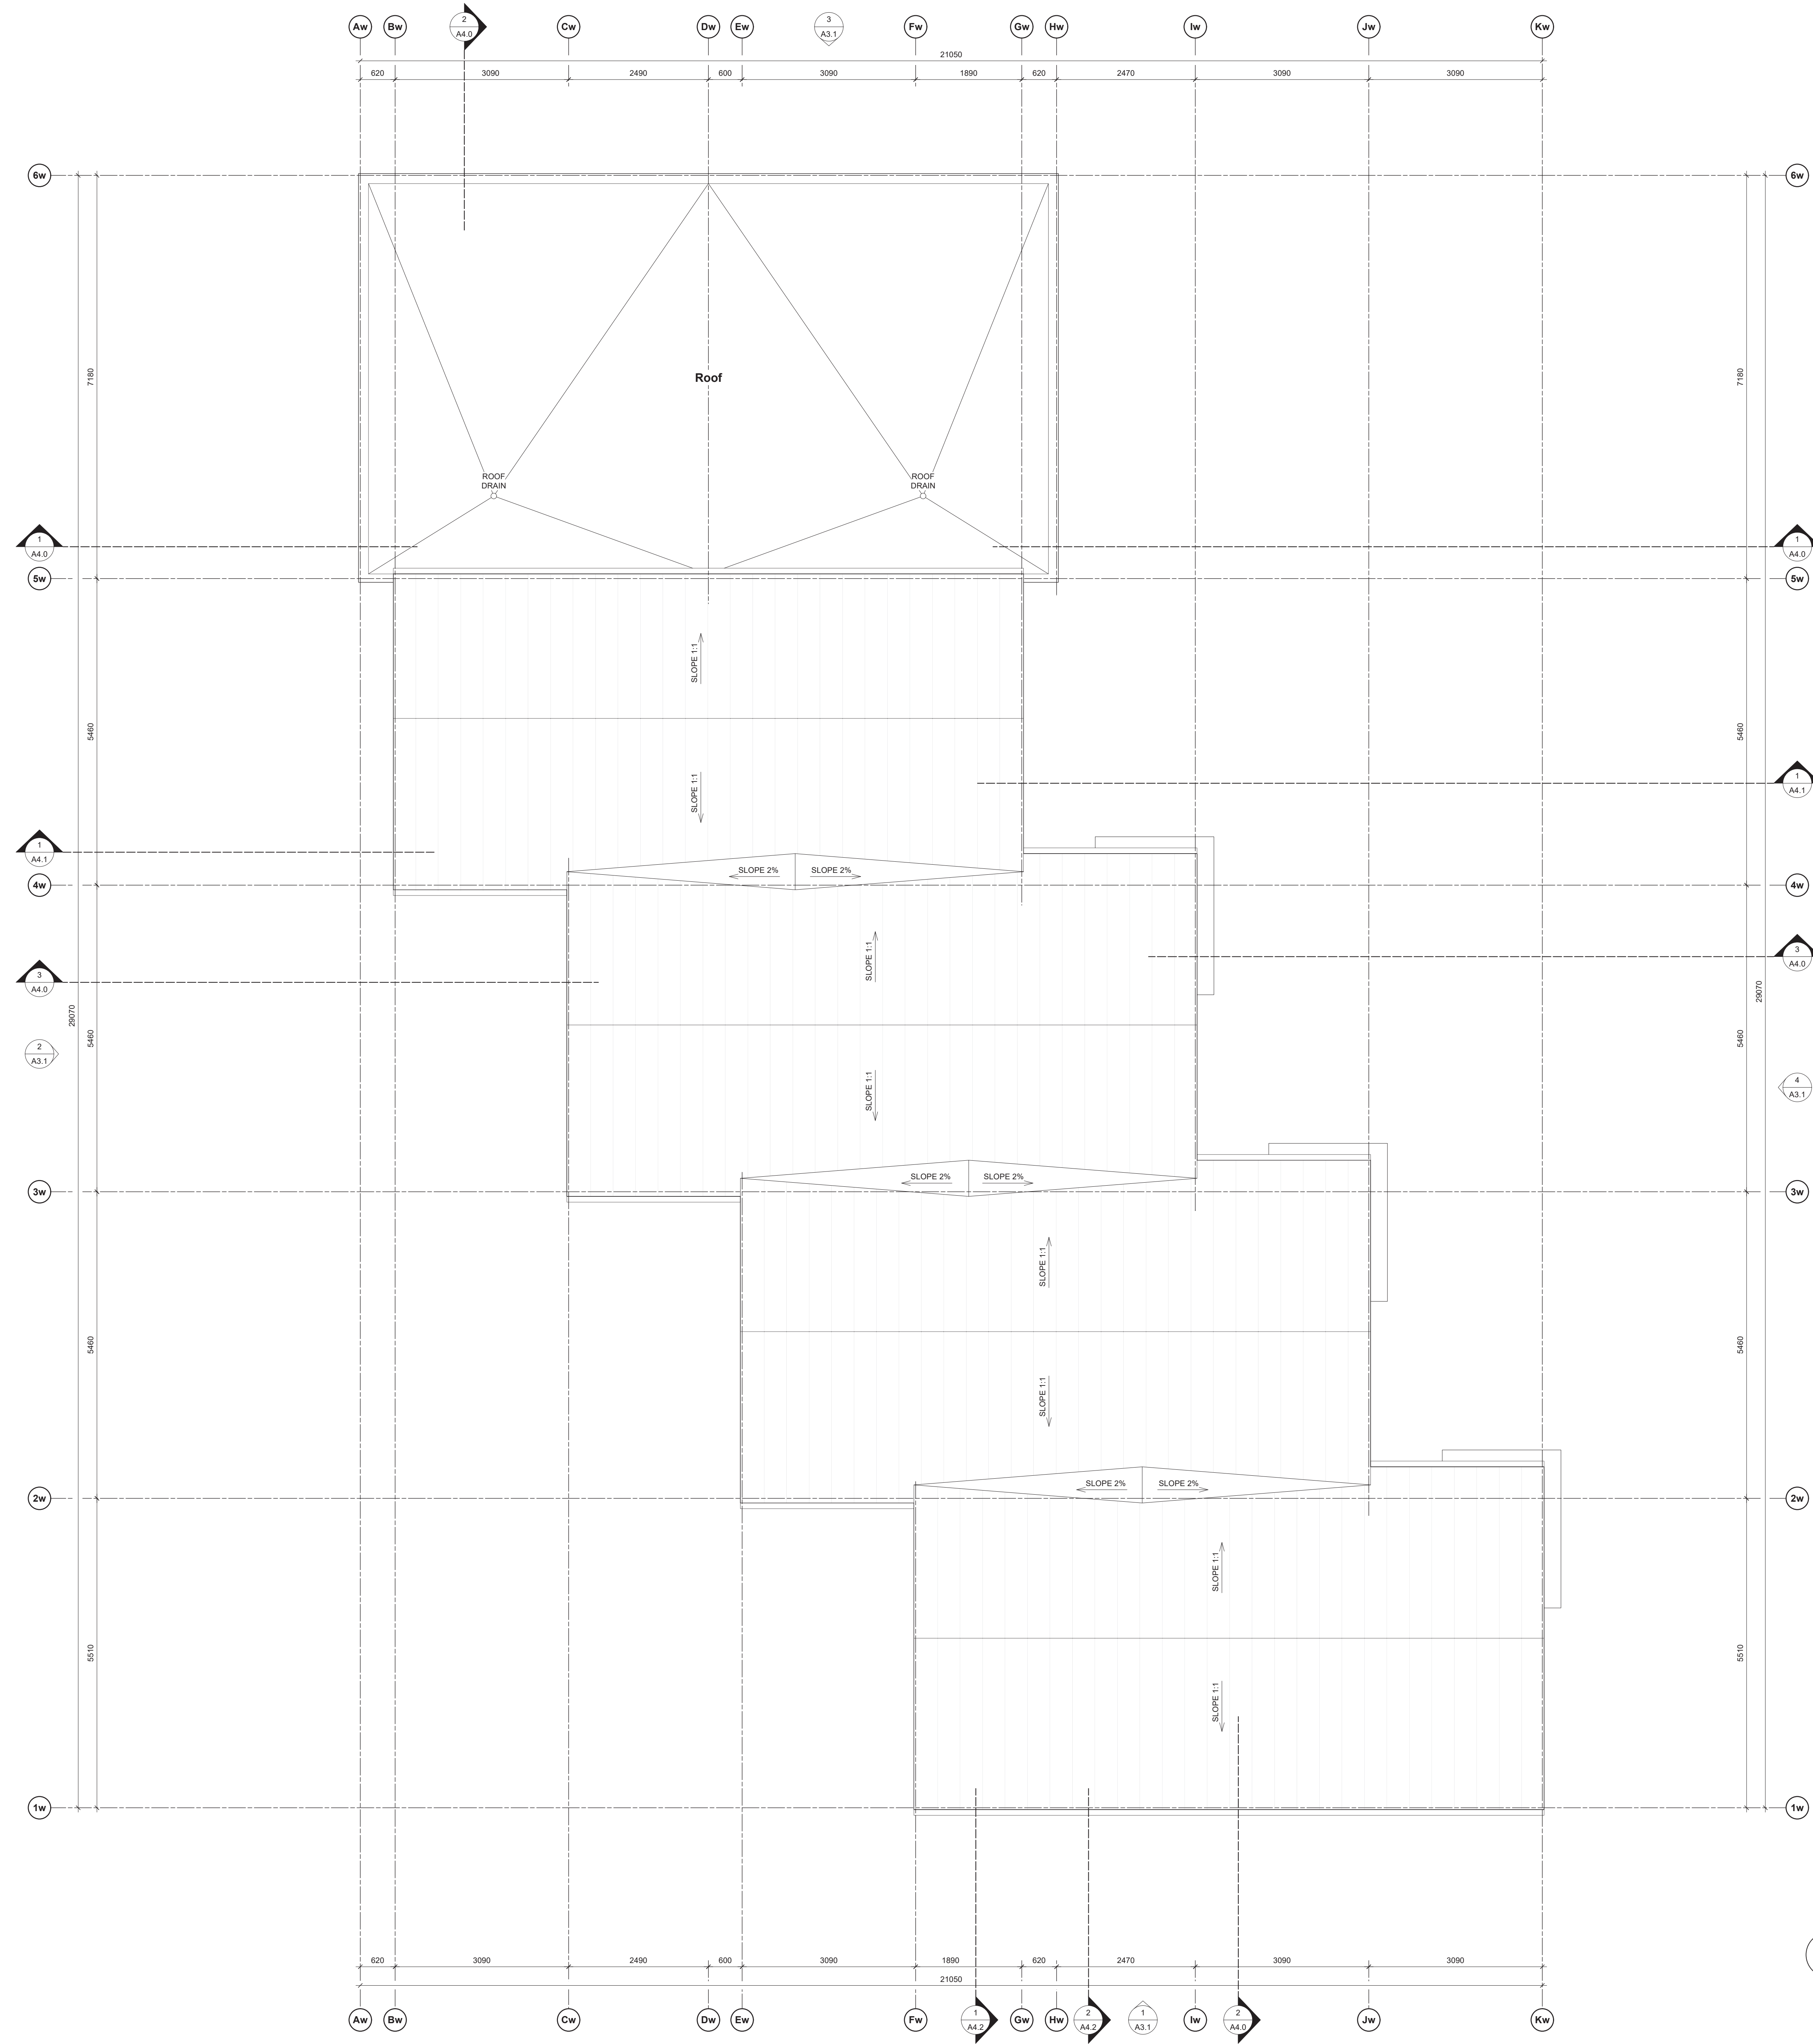 Aw Bw 2 A4.0 Cw Dw Ew 3 A3.1 Fw Gw Hw Iw Jw Kw
21050
620 3090 2490 600 3090 1890 620 2470 3090 3090
6w 6w
7180 7180
Roof
ROOF DRAIN
ROOF DRAIN
1 A4.0 1 A4.0
5w 5w
SLOPE 1:1
5460 5460
SLOPE 1:1
1 A4.1
1 A4.1
SLOPE 2% SLOPE 2%
4w 4w
SLOPE 1:1
3 A4.0
3 A4.0
29070 29070
5460 5460
2 A3.1
4 A3.1
SLOPE 1:1
SLOPE 2% SLOPE 2%
3w 3w
SLOPE 1:1
5460 5460
SLOPE 1:1
SLOPE 2% SLOPE 2%
2w 2w
SLOPE 1:1
5510 5510
SLOPE 1:1
1w 1w
620 3090 2490 600 3090 1890 620 2470 3090 3090
21050
Aw Bw Cw Dw Ew Fw 1 A4.2 Gw Hw 2 A4.2 1 A3.1 Iw 2 A4.0 Jw Kw